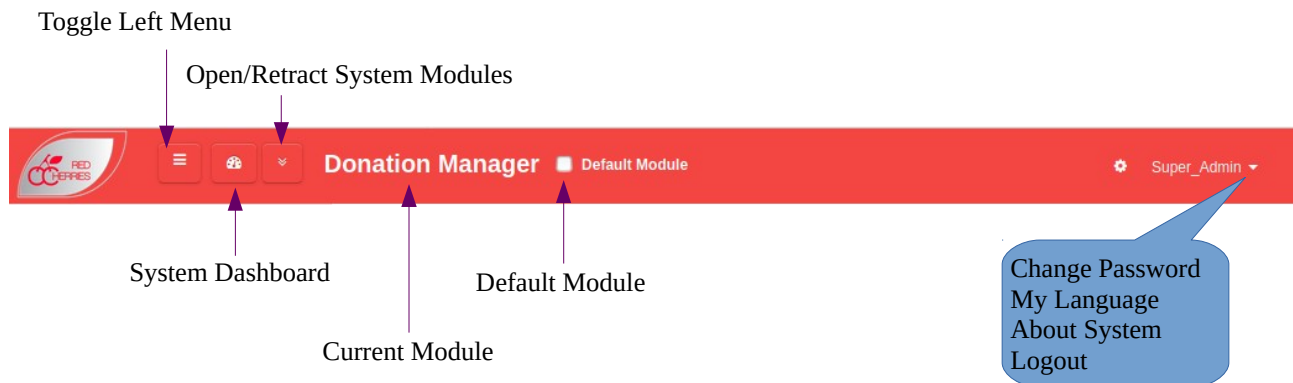 Toggle Left Menu
Open/Retract System Modules
RED
CHERRIES
Donation Manager
Default Module
Super_Admin
System Dashboard
Default Module
Current Module
Change Password
My Language
About System
Logout